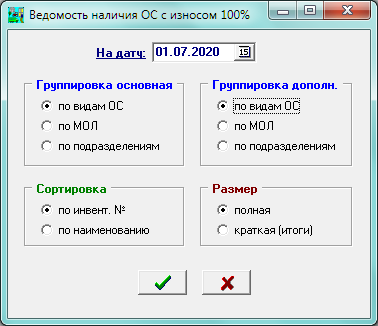 Ведомость наличия ОС с износом 100%
На дату: 01.07.2020 15
Группировка основная
по видам ОС
по МОЛ
по подразделениям
Группировка дополн.
по видам ОС
по МОЛ
по подразделениям
Сортировка
по инвент. №
по наименованию
Размер
полная
краткая (итоги)